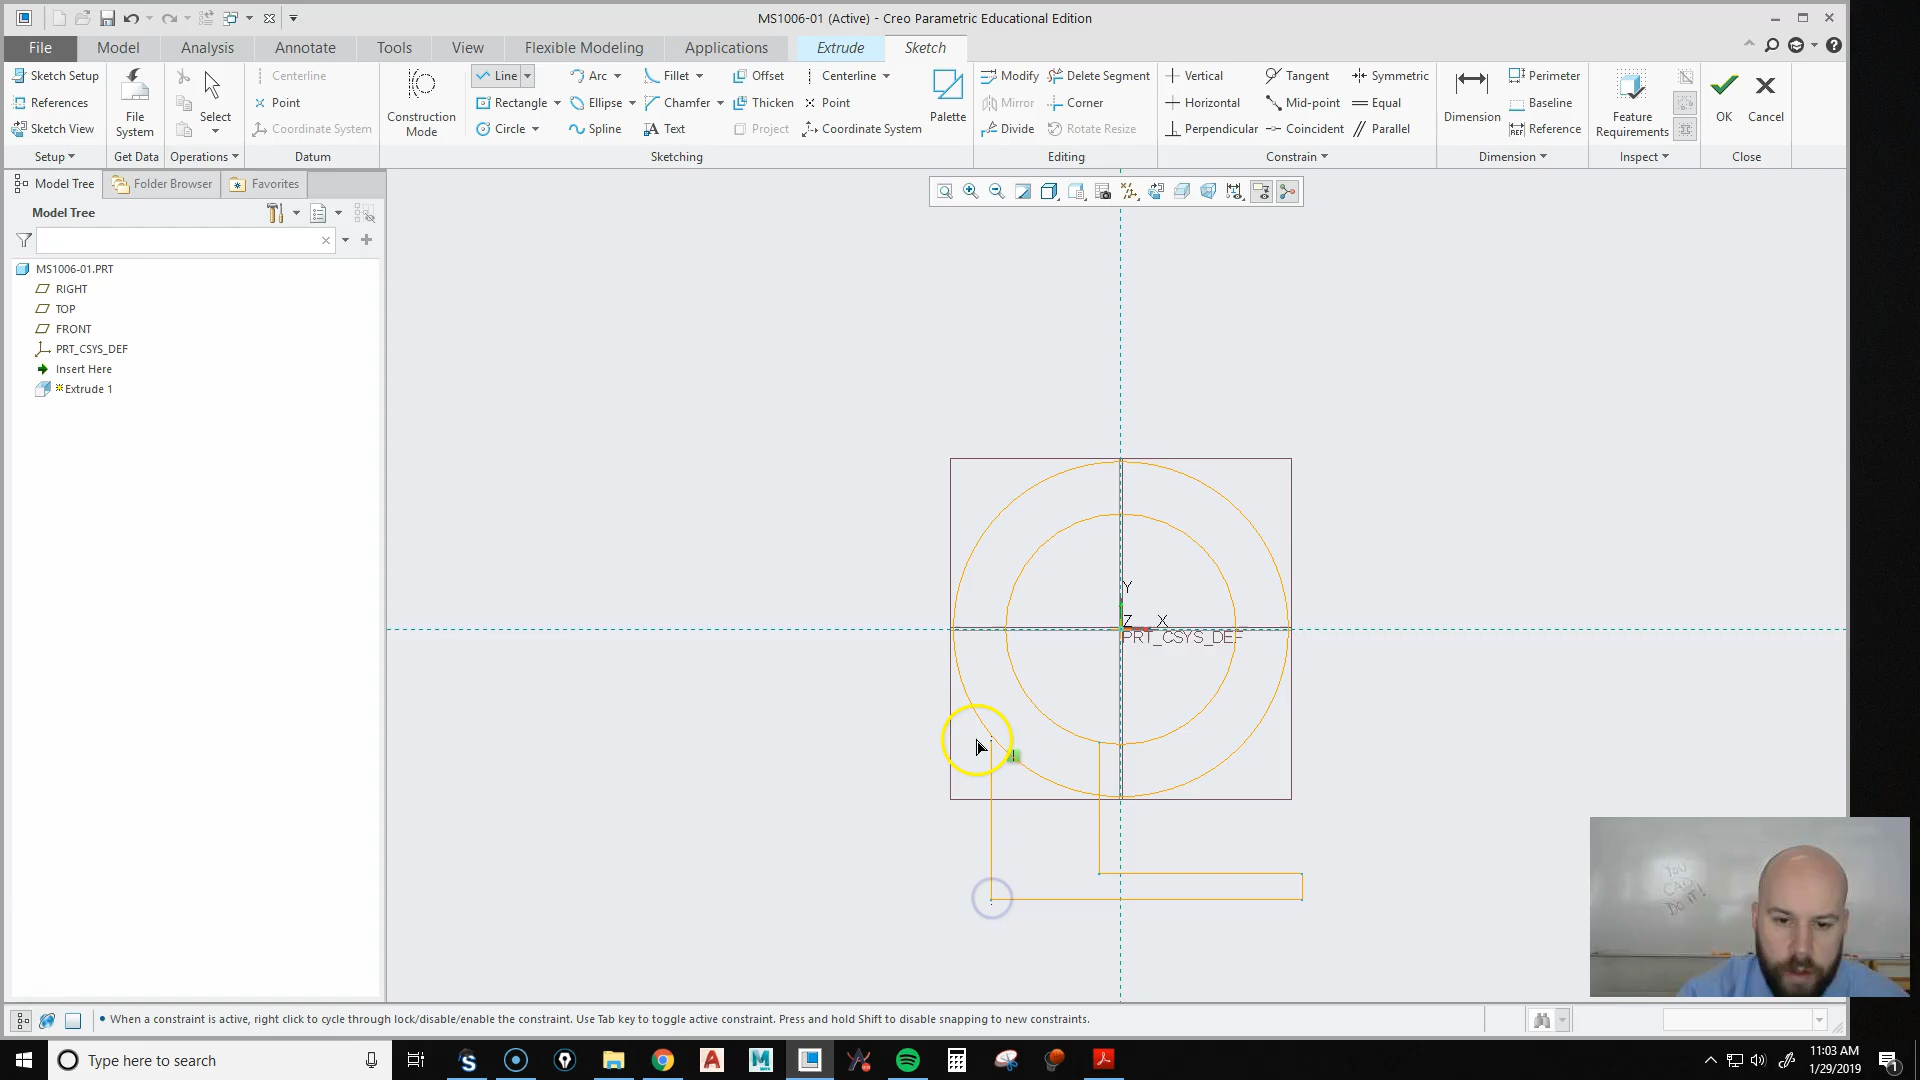 MS1006-01 (Active) - Creo Parametric Educational Edition
File Model Analysis Annotate Tools View Flexible Modeling Applications Extrude Sketch
Sketch Setup
References
Sketch View
Setup
File System
Get Data
Select
Operations
Centerline
Point
Coordinate System
Datum
Construction Mode
Line Arc Fillet Offset Centerline
Rectangle Ellipse Chamfer Thicken Point
Circle Spline Text Project Coordinate System
Palette
Sketching
Modify Delete Segment
Mirror Corner
Divide Rotate Resize
Editing
Vertical Tangent Symmetric
Horizontal Mid-point Equal
Perpendicular Coincident Parallel
Constrain
Dimension
Perimeter
Baseline
Reference
Dimension
Feature Requirements
Inspect
OK Cancel
Close
Model Tree Folder Browser Favorites
Model Tree
MS1006-01.PRT
RIGHT
TOP
FRONT
PRT_CSYS_DEF
Insert Here
Extrude 1
Y
Z X
PRT_CSYS_DEF
YOU
CAD
DO IT!
When a constraint is active, right click to cycle through lock/disable/enable the constraint. Use Tab key to toggle active constraint. Press and hold Shift to disable snapping to new constraints.
Type here to search
11:03 AM
1/29/2019
1